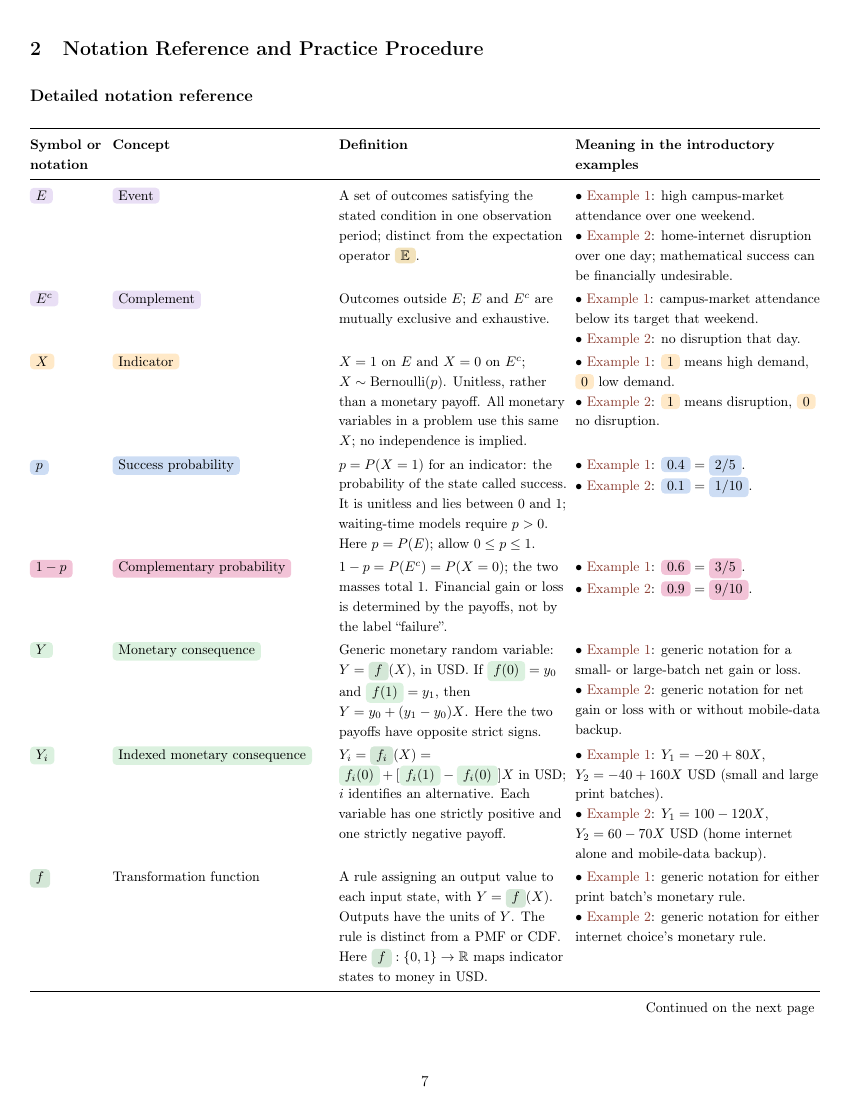 2 Notation Reference and Practice Procedure
Detailed notation reference
Symbol or notation Concept Definition Meaning in the introductory examples
E Event
A set of outcomes satisfying the
stated condition in one observation
period; distinct from the expectation
operator 𝔼.
• Example 1: high campus-market
attendance over one weekend.
• Example 2: home-internet disruption
over one day; mathematical success can
be financially undesirable.
Eᶜ Complement
Outcomes outside E; E and Eᶜ are
mutually exclusive and exhaustive.
• Example 1: campus-market attendance
below its target that weekend.
• Example 2: no disruption that day.
X Indicator
X = 1 on E and X = 0 on Eᶜ;
X ∼ Bernoulli(p). Unitless, rather
than a monetary payoff. All monetary
variables in a problem use this same
X; no independence is implied.
• Example 1: 1 means high demand,
0 low demand.
• Example 2: 1 means disruption, 0
no disruption.
p Success probability
p = P(X = 1) for an indicator: the
probability of the state called success.
It is unitless and lies between 0 and 1;
waiting-time models require p > 0.
Here p = P(E); allow 0 ≤ p ≤ 1.
• Example 1: 0.4 = 2/5.
• Example 2: 0.1 = 1/10.
1 − p Complementary probability
1 − p = P(Eᶜ) = P(X = 0); the two
masses total 1. Financial gain or loss
is determined by the payoffs, not by
the label “failure”.
• Example 1: 0.6 = 3/5.
• Example 2: 0.9 = 9/10.
Y Monetary consequence
Generic monetary random variable:
Y = f(X), in USD. If f(0) = y₀
and f(1) = y₁, then
Y = y₀ + (y₁ − y₀)X. Here the two
payoffs have opposite strict signs.
• Example 1: generic notation for a
small- or large-batch net gain or loss.
• Example 2: generic notation for net
gain or loss with or without mobile-data
backup.
Yᵢ Indexed monetary consequence
Yᵢ = fᵢ(X) =
fᵢ(0) + [fᵢ(1) − fᵢ(0)]X in USD;
i identifies an alternative. Each
variable has one strictly positive and
one strictly negative payoff.
• Example 1: Y₁ = −20 + 80X,
Y₂ = −40 + 160X USD (small and large
print batches).
• Example 2: Y₁ = 100 − 120X,
Y₂ = 60 − 70X USD (home internet
alone and mobile-data backup).
f Transformation function
A rule assigning an output value to
each input state, with Y = f(X).
Outputs have the units of Y. The
rule is distinct from a PMF or CDF.
Here f : {0, 1} → ℝ maps indicator
states to money in USD.
• Example 1: generic notation for either
print batch’s monetary rule.
• Example 2: generic notation for either
internet choice’s monetary rule.
Continued on the next page
7